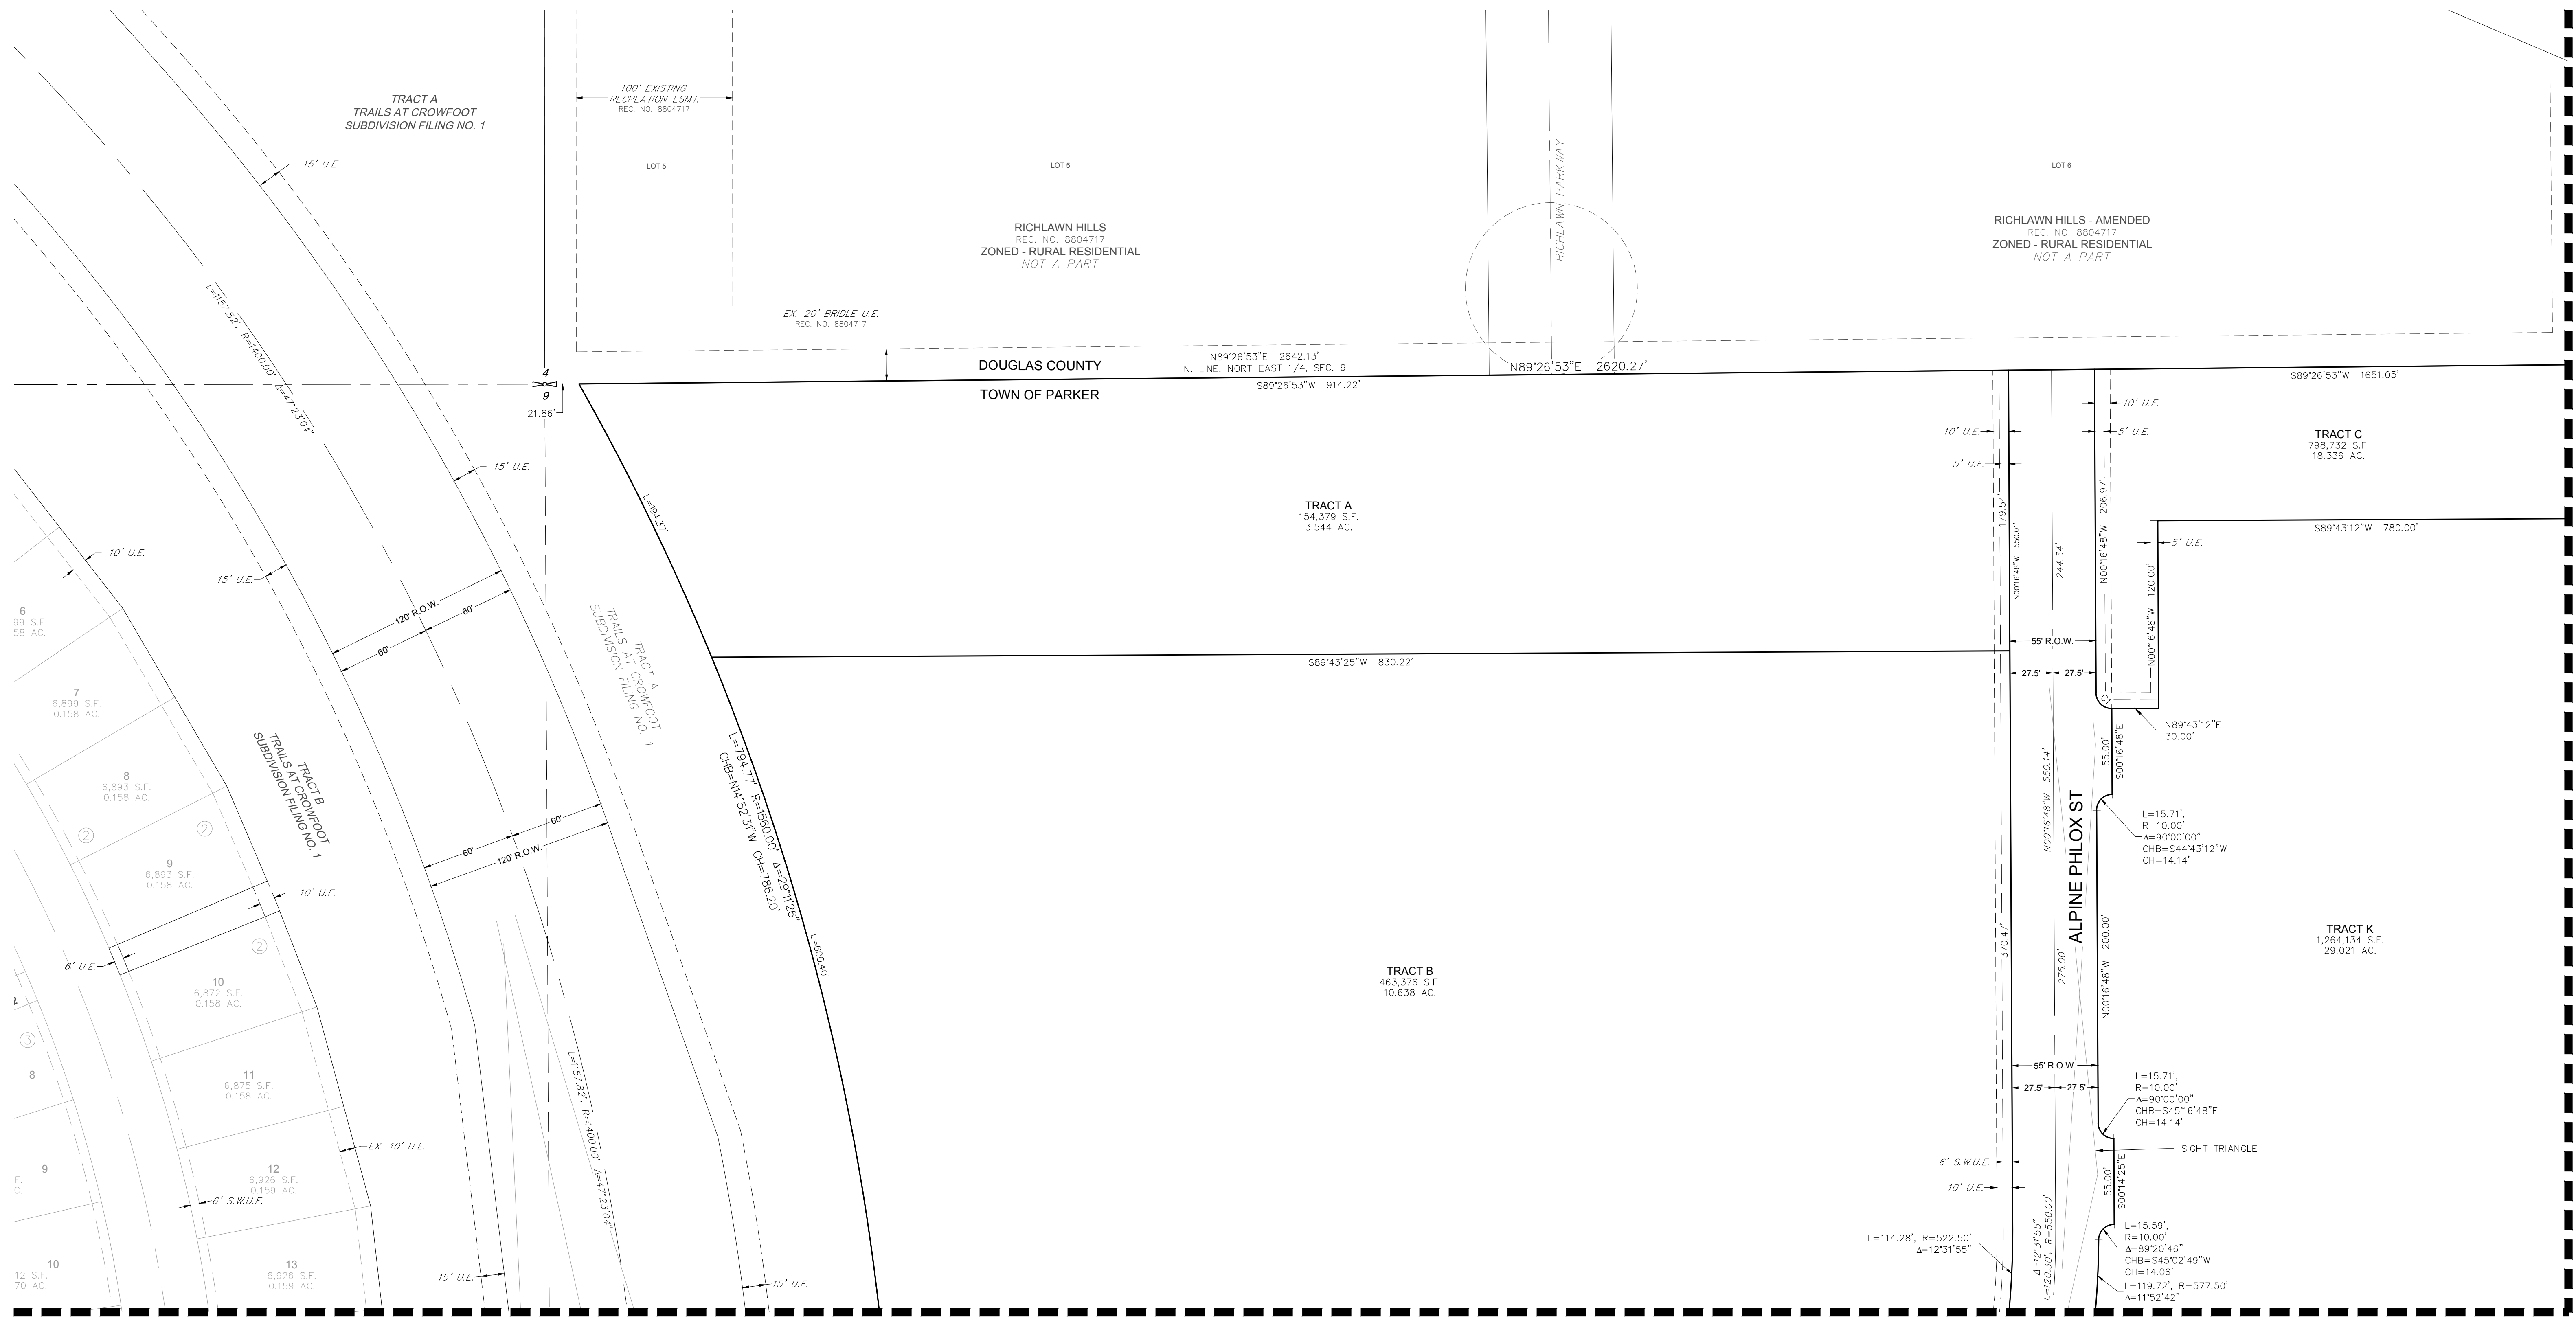 TRACT A
TRAILS AT CROWFOOT
SUBDIVISION FILING NO. 1
100' EXISTING
RECREATION ESMT.
REC. NO. 8804717
15' U.E.
LOT 5
LOT 5
LOT 6
RICHLAWN PARKWAY
RICHLAWN HILLS
REC. NO. 8804717
ZONED - RURAL RESIDENTIAL
NOT A PART
RICHLAWN HILLS - AMENDED
REC. NO. 8804717
ZONED - RURAL RESIDENTIAL
NOT A PART
L=1157.82', R=1400.00' Δ=47°23'04"
EX. 20' BRIDLE U.E.
REC. NO. 8804717
4
9
21.86'
DOUGLAS COUNTY
TOWN OF PARKER
N89°26'53"E 2642.13'
N. LINE, NORTHEAST 1/4, SEC. 9
S89°26'53"W 914.22'
N89°26'53"E 2620.27'
S89°26'53"W 1651.05'
10' U.E.
5' U.E.
10' U.E.
5' U.E.
TRACT C
798,732 S.F.
18.336 AC.
15' U.E.
L=194.37'
TRACT A
154,379 S.F.
3.544 AC.
179.54'
N00°16'48"W 550.01'
244.34'
N00°16'48"W 206.97'
S89°43'12"W 780.00'
5' U.E.
N00°16'48"W 120.00'
10' U.E.
15' U.E.
120' R.O.W.
60'
60'
TRACT A
TRAILS AT CROWFOOT
SUBDIVISION FILING NO. 1
6
99 S.F.
58 AC.
55' R.O.W.
27.5'
27.5'
S89°43'25"W 830.22'
C1
N89°43'12"E
30.00'
7
6,899 S.F.
0.158 AC.
TRACT B
TRAILS AT CROWFOOT
SUBDIVISION FILING NO. 1
L=794.77' R=1560.00' Δ=29°11'26"
CHB=N14°52'31"W CH=786.20'
N00°16'48"W 550.14'
55.00'
S00°16'48"E
8
6,893 S.F.
0.158 AC.
2
2
60'
60'
120' R.O.W.
ALPINE PHLOX ST
L=15.71',
R=10.00'
Δ=90°00'00"
CHB=S44°43'12"W
CH=14.14'
9
6,893 S.F.
0.158 AC.
10' U.E.
6' U.E.
2
L=600.40'
TRACT B
463,376 S.F.
10.638 AC.
370.47'
275.00'
N00°16'48"W 200.00'
TRACT K
1,264,134 S.F.
29.021 AC.
10
6,872 S.F.
0.158 AC.
3
8
11
6,875 S.F.
0.158 AC.
L=1157.82', R=1400.00' Δ=47°23'04"
55' R.O.W.
27.5'
27.5'
L=15.71',
R=10.00'
Δ=90°00'00"
CHB=S45°16'48"E
CH=14.14'
SIGHT TRIANGLE
EX. 10' U.E.
9
F.
C.
12
6,926 S.F.
0.159 AC.
6' S.W.U.E.
6' S.W.U.E.
10' U.E.
55.00'
S00°14'25"E
10
12 S.F.
70 AC.
13
6,926 S.F.
0.159 AC.
15' U.E.
15' U.E.
L=114.28', R=522.50'
Δ=12°31'55"
Δ=12°31'55"
L=120.30', R=550.00'
L=15.59',
R=10.00'
Δ=89°20'46"
CHB=S45°02'49"W
CH=14.06'
L=119.72', R=577.50'
Δ=11°52'42"